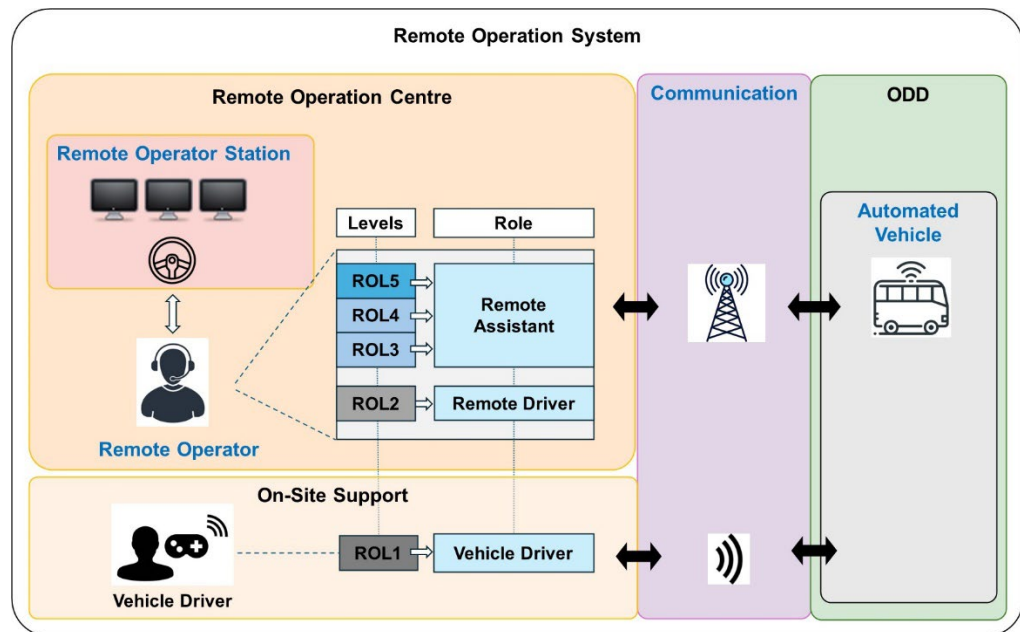 Remote Operation System
Remote Operation Centre
Communication
ODD
Remote Operator Station
Levels
Role
Automated
Vehicle
ROL5
ROL4
ROL3
Remote
Assistant
ROL2
Remote Driver
Remote Operator
On-Site Support
ROL1
Vehicle Driver
Vehicle Driver